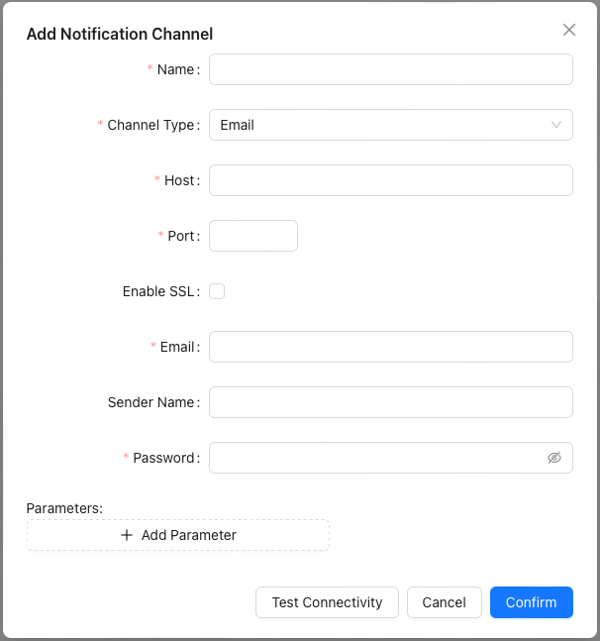 Add Notification Channel
* Name:
* Channel Type: Email
* Host:
* Port:
Enable SSL:
* Email:
Sender Name:
* Password:
Parameters:
+ Add Parameter
Test Connectivity Cancel Confirm